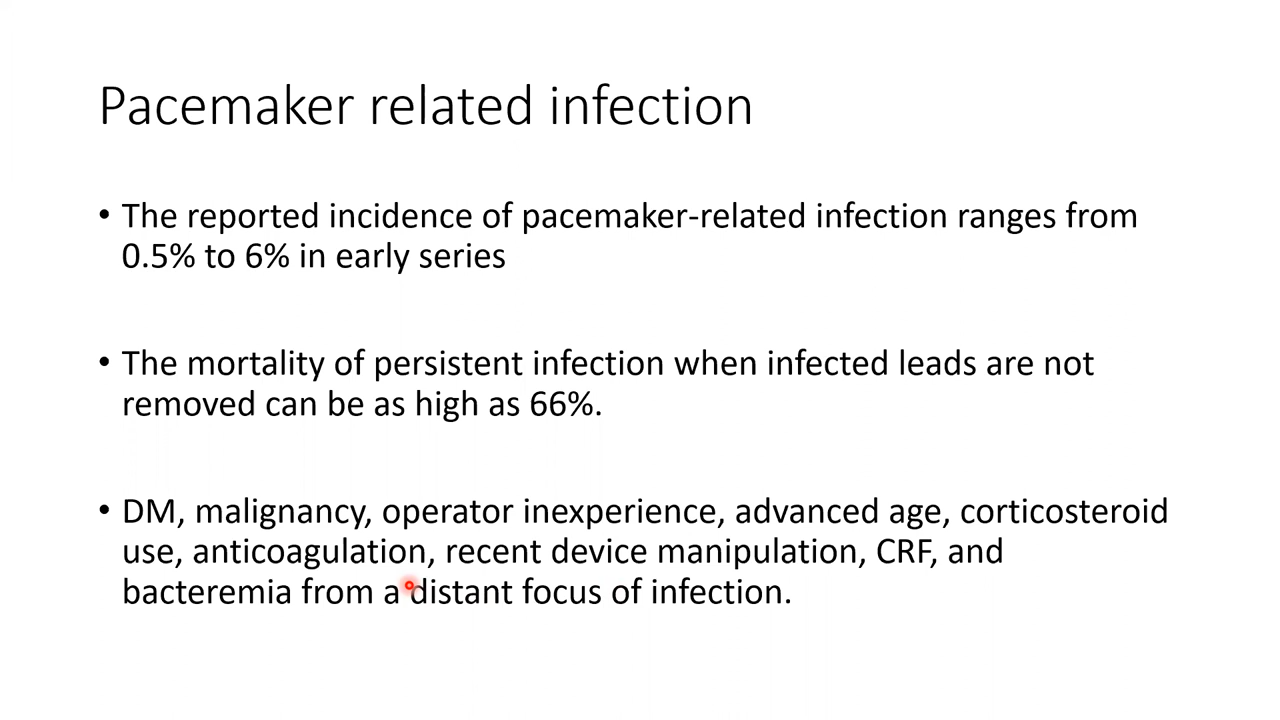 Pacemaker related infection
• The reported incidence of pacemaker-related infection ranges from
0.5% to 6% in early series
• The mortality of persistent infection when infected leads are not
removed can be as high as 66%.
• DM, malignancy, operator inexperience, advanced age, corticosteroid
use, anticoagulation, recent device manipulation, CRF, and
bacteremia from a distant focus of infection.